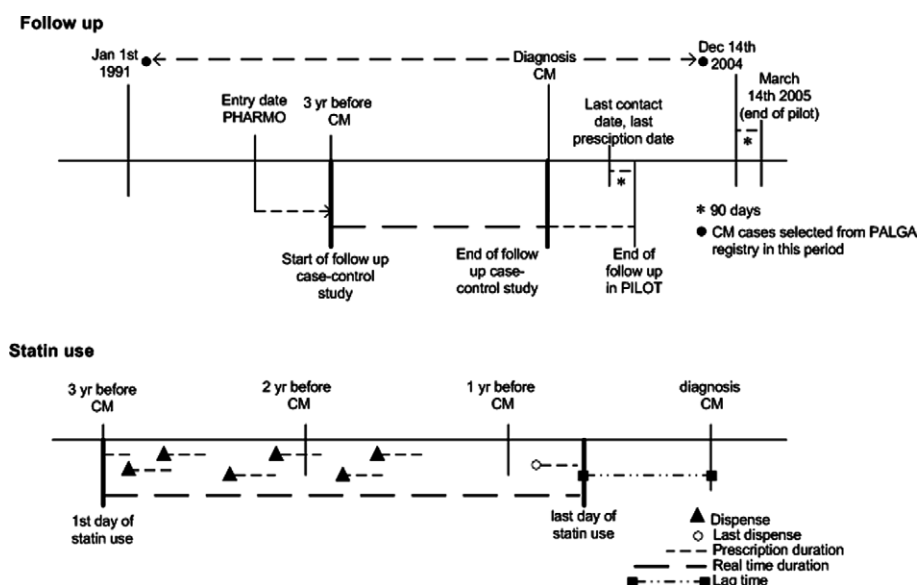 Follow up
Jan 1st
1991
Diagnosis
CM
Dec 14th
2004
Entry date
PHARMO
3 yr before
CM
Last contact
date, last
presciption date
March
14th 2005
(end of pilot)
*
*
* 90 days
CM cases selected from PALGA
registry in this period
Start of follow up
case-control
study
End of follow
up case-
control study
End of
follow up
in PILOT
Statin use
3 yr before
CM
2 yr before
CM
1 yr before
CM
diagnosis
CM
1st day of
statin use
last day of
statin use
Dispense
Last dispense
Prescription duration
Real time duration
Lag time